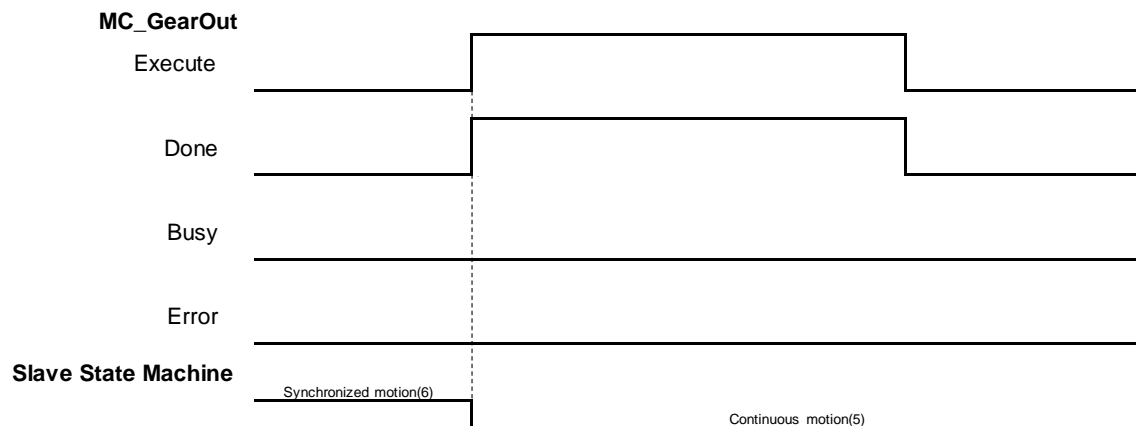 MC_GearOut
Execute
Done
Busy
Error
Slave State Machine
Synchronized motion(6)
Continuous motion(5)